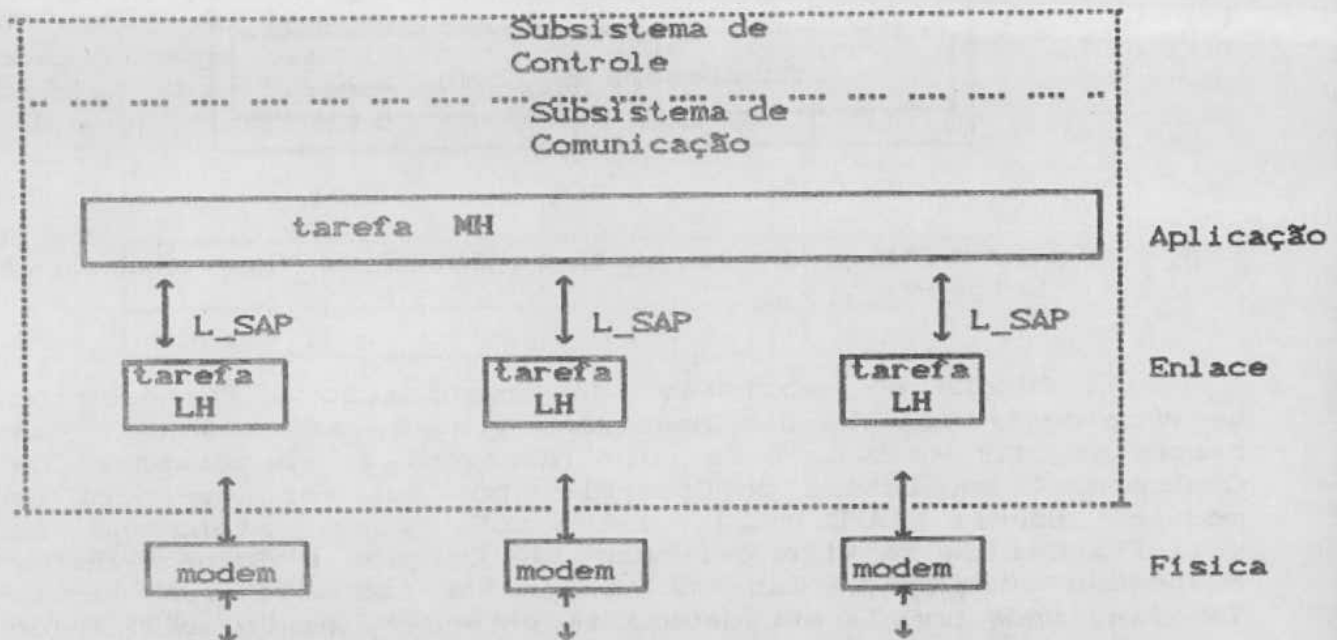 Subsistema de
Controle
Subsistema de
Comunicação
tarefa MH
Aplicação
L_SAP
L_SAP
L_SAP
tarefa
LH
tarefa
LH
tarefa
LH
Enlace
modem
modem
modem
Física